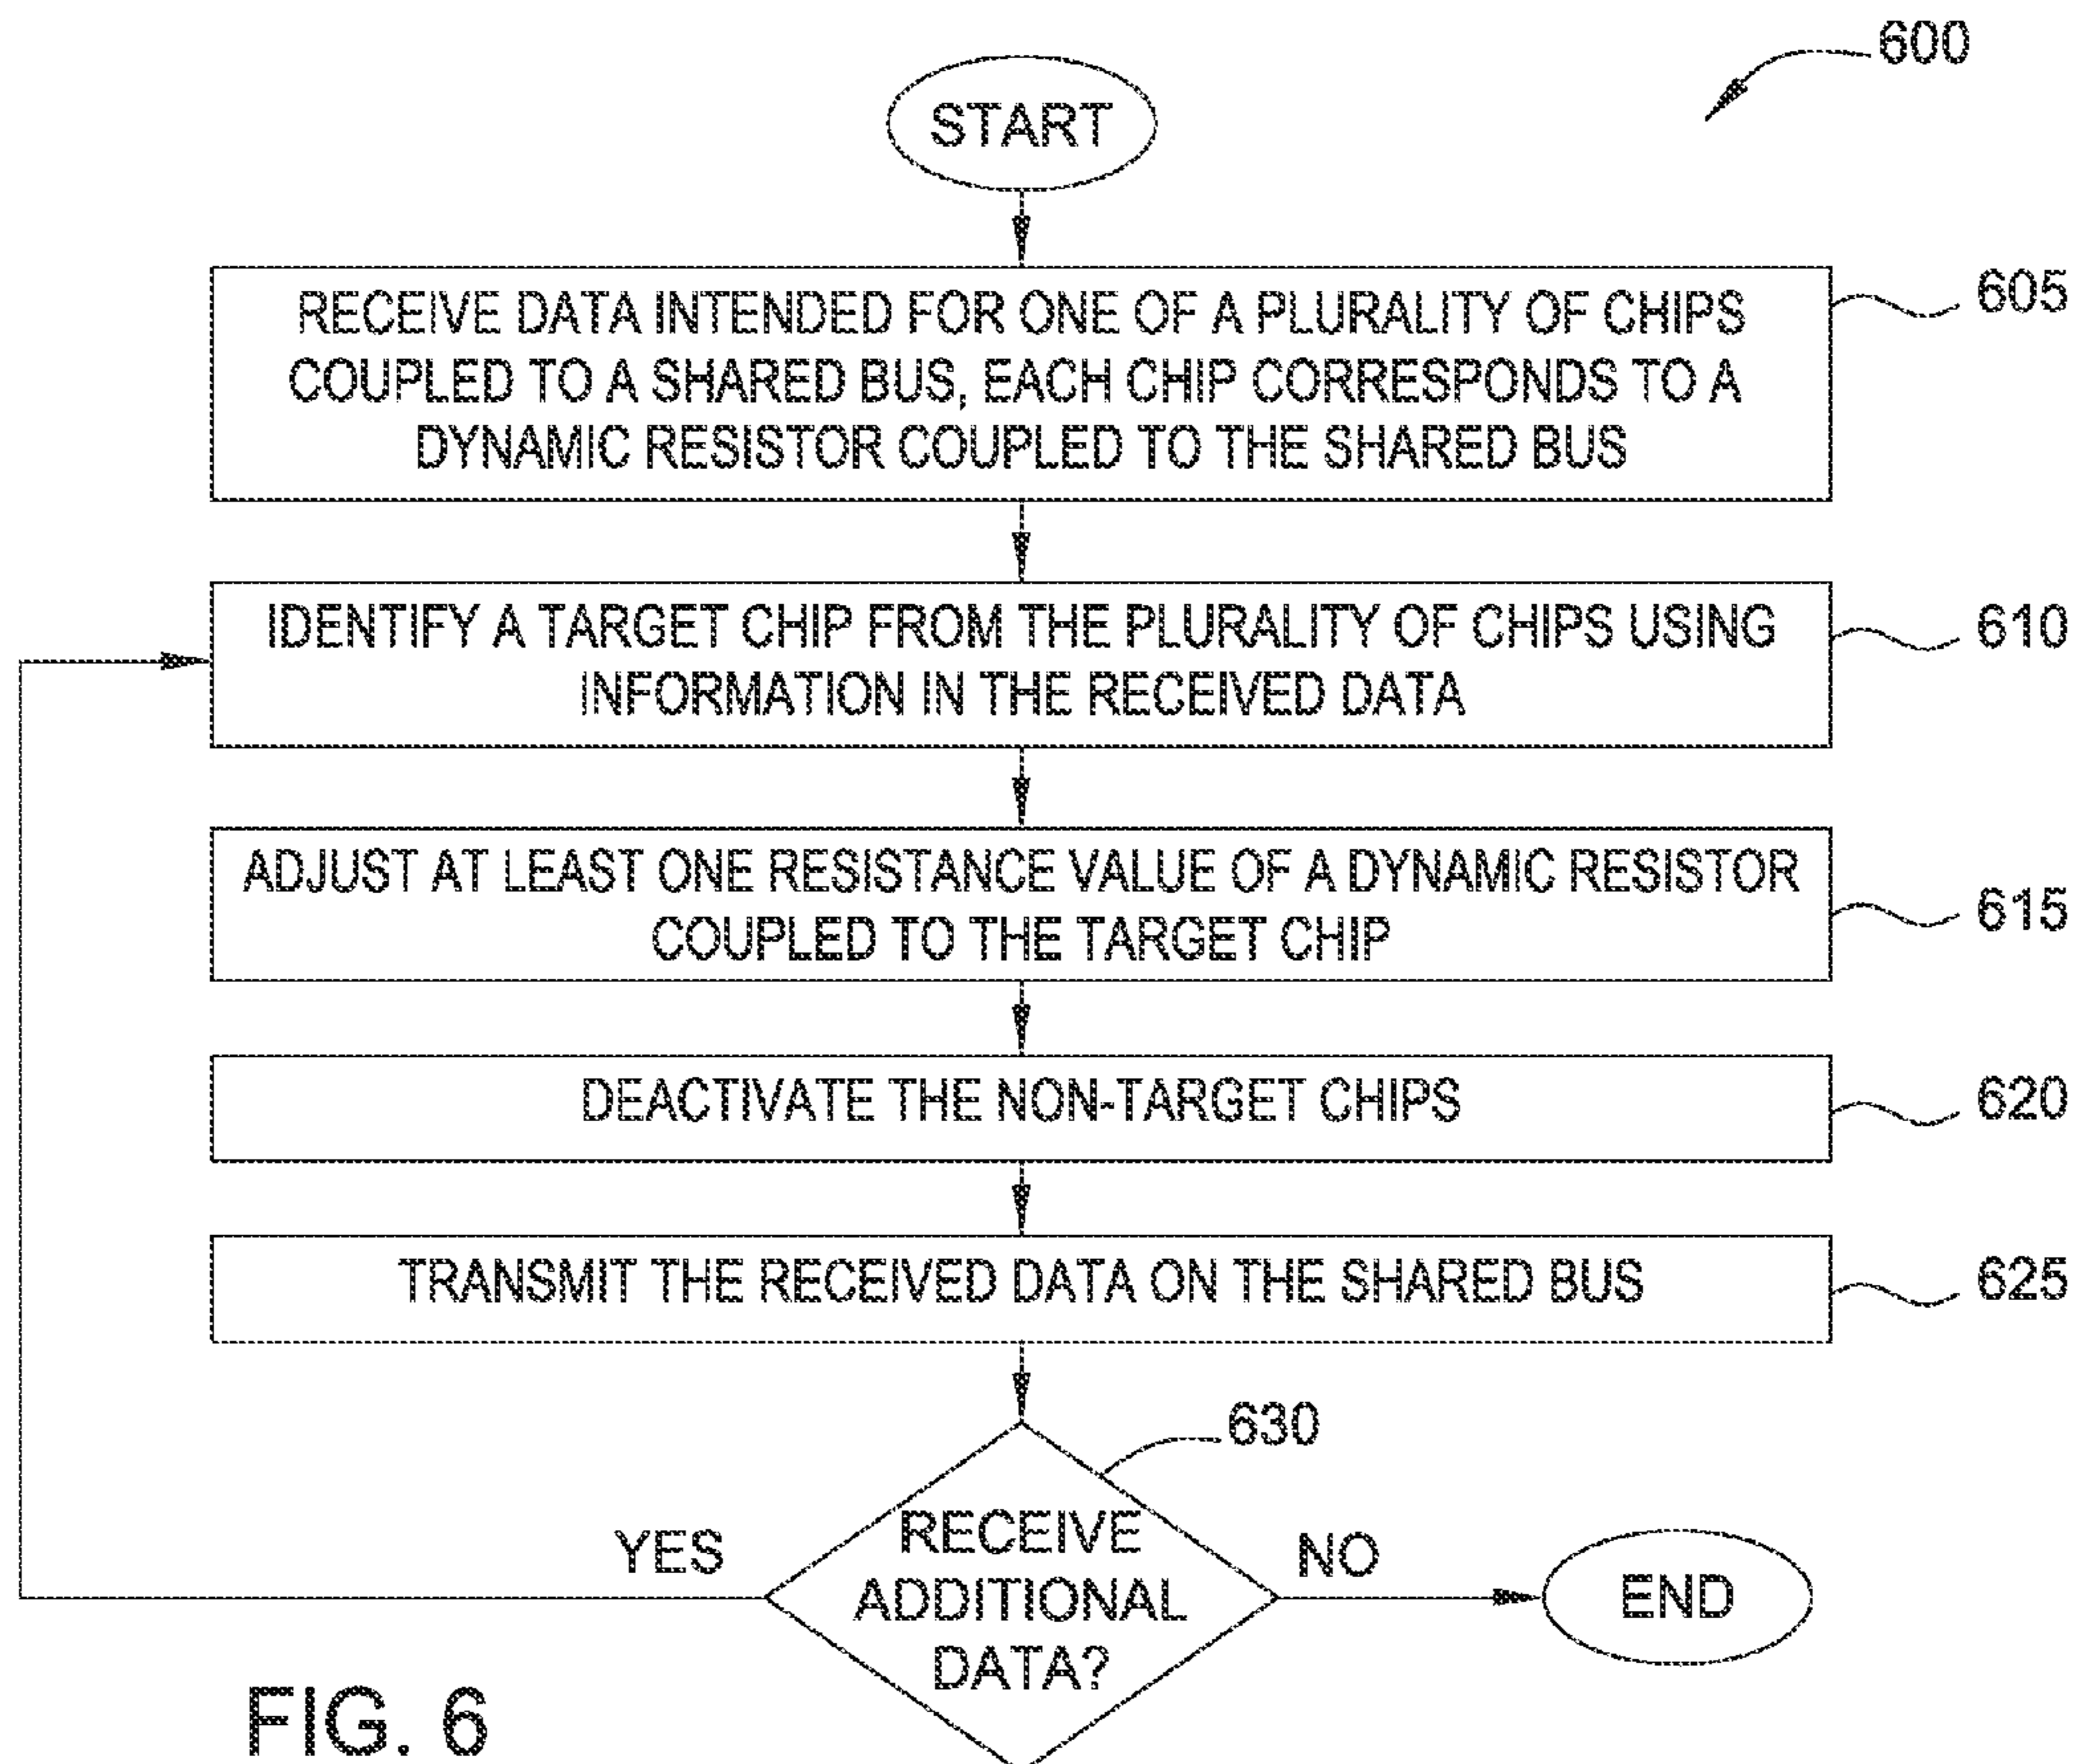 600
START
RECEIVE DATA INTENDED FOR ONE OF A PLURALITY OF CHIPS
COUPLED TO A SHARED BUS, EACH CHIP CORRESPONDS TO A
DYNAMIC RESISTOR COUPLED TO THE SHARED BUS
605
IDENTIFY A TARGET CHIP FROM THE PLURALITY OF CHIPS USING
INFORMATION IN THE RECEIVED DATA
610
ADJUST AT LEAST ONE RESISTANCE VALUE OF A DYNAMIC RESISTOR
COUPLED TO THE TARGET CHIP
615
DEACTIVATE THE NON-TARGET CHIPS
620
TRANSMIT THE RECEIVED DATA ON THE SHARED BUS
625
630
RECEIVE
ADDITIONAL
DATA?
YES
NO
END
FIG. 6